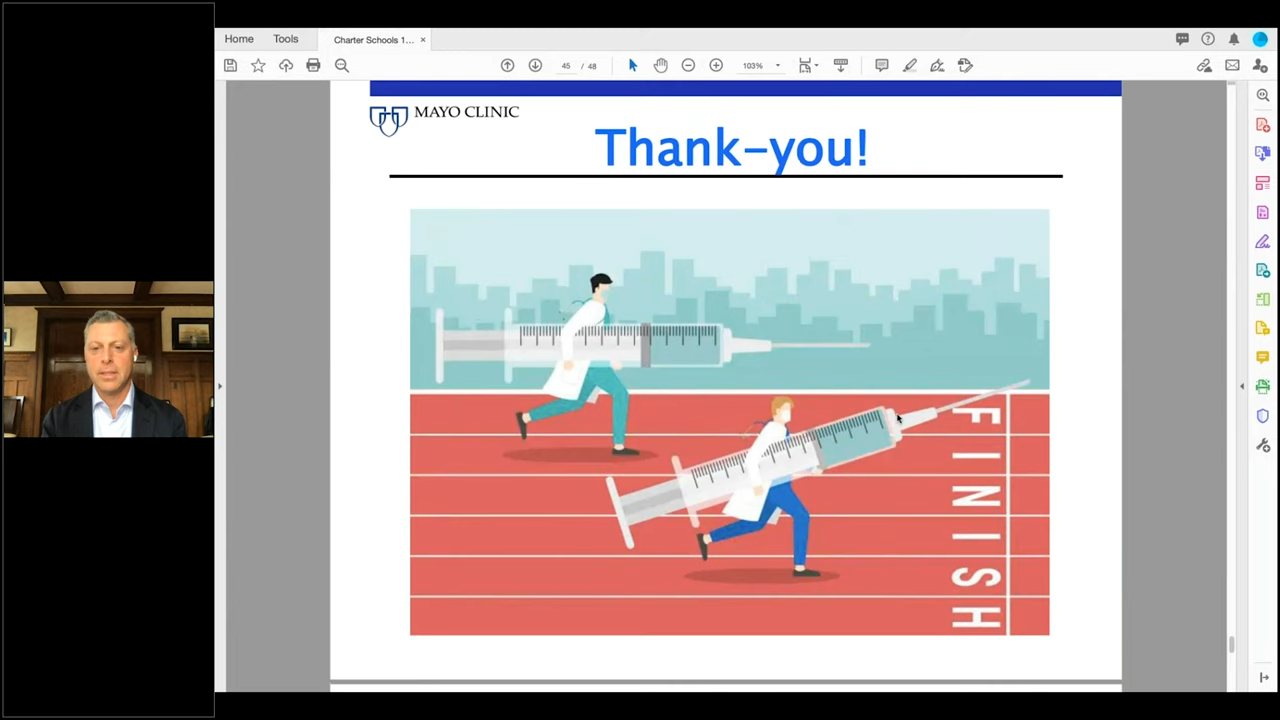 Home
Tools
Charter Schools 1...
45 / 48
103%
MAYO CLINIC
Thank-you!
FINISH